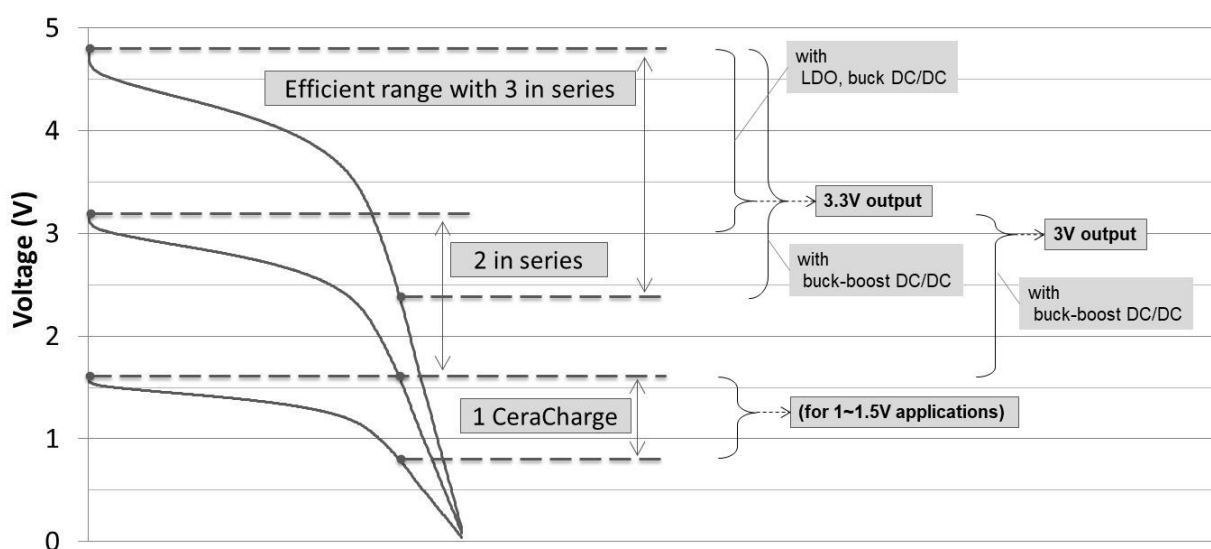 5
4
3
2
1
0
Voltage (V)
Efficient range with 3 in series
2 in series
1 CeraCharge
with
LDO, buck DC/DC
3.3V output
with
buck-boost DC/DC
3V output
with
buck-boost DC/DC
(for 1~1.5V applications)